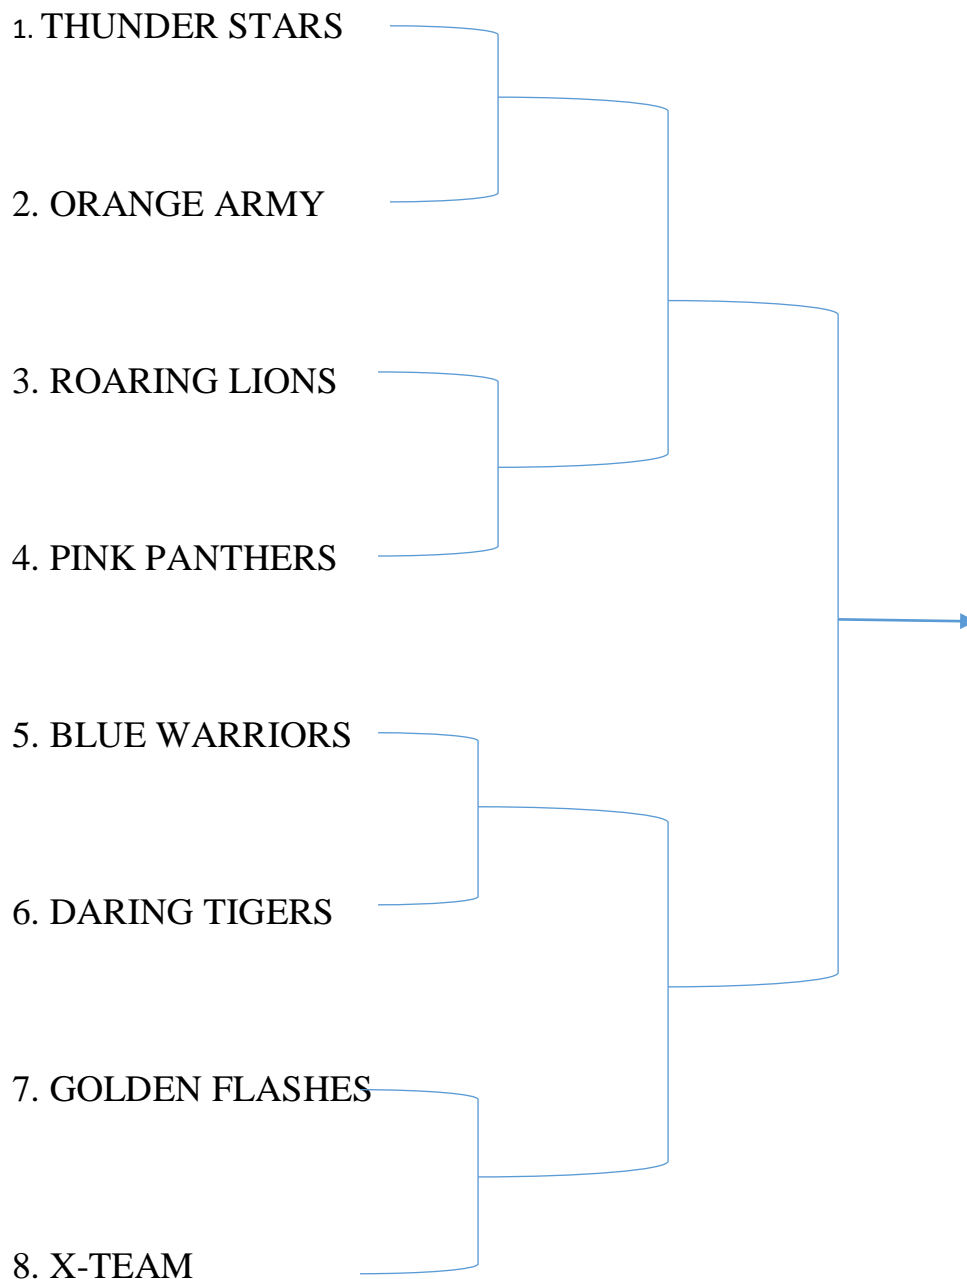 1. THUNDER STARS
2. ORANGE ARMY
3. ROARING LIONS
4. PINK PANTHERS
5. BLUE WARRIORS
6. DARING TIGERS
7. GOLDEN FLASHES
8. X-TEAM